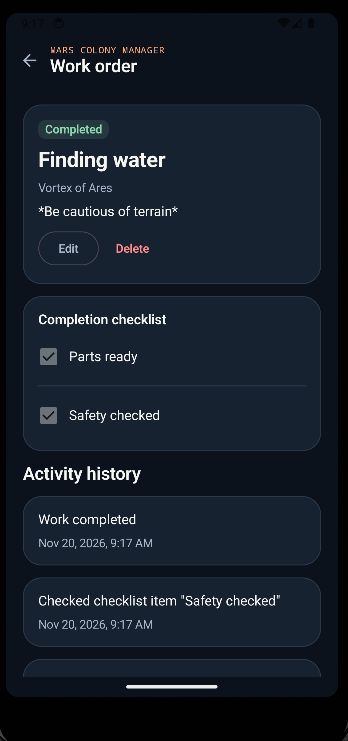 9:17
MARS COLONY MANAGER
Work order
Completed
Finding water
Vortex of Ares
*Be cautious of terrain*
Edit
Delete
Completion checklist
Parts ready
Safety checked
Activity history
Work completed
Nov 20, 2026, 9:17 AM
Checked checklist item "Safety checked"
Nov 20, 2026, 9:17 AM